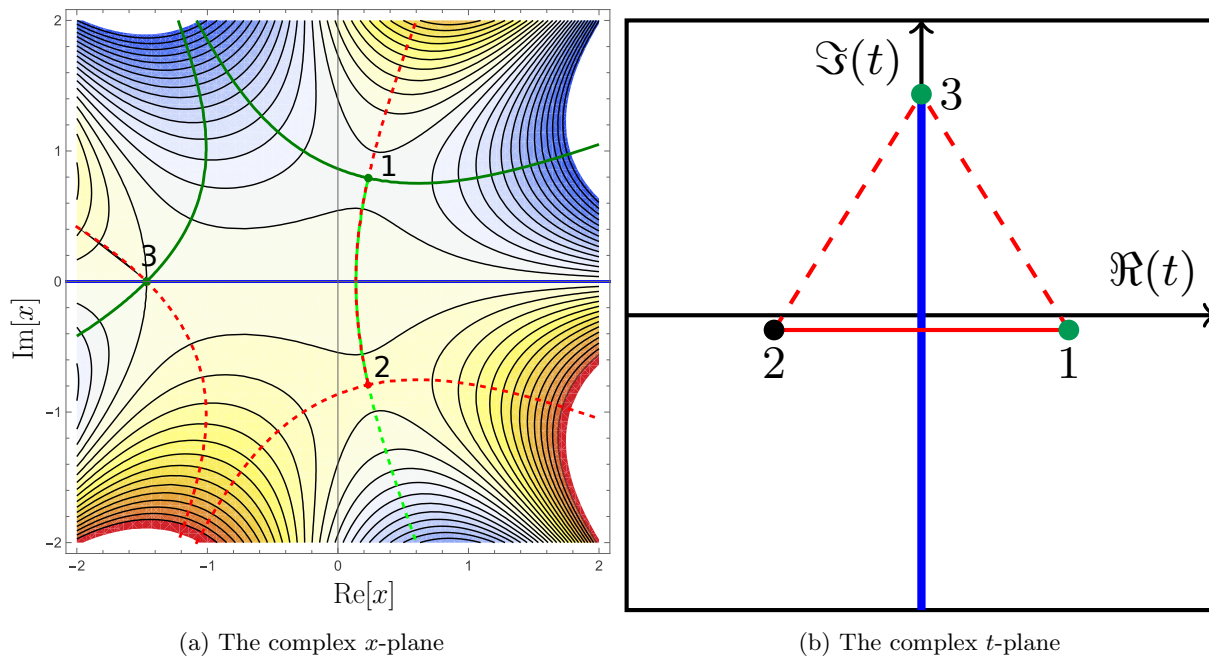 2
1
0
−1
−2
Im[x]
−2
−1
0
1
2
Re[x]
1
2
3
(a) The complex x-plane
ℑ(t)
3
ℜ(t)
2
1
(b) The complex t-plane